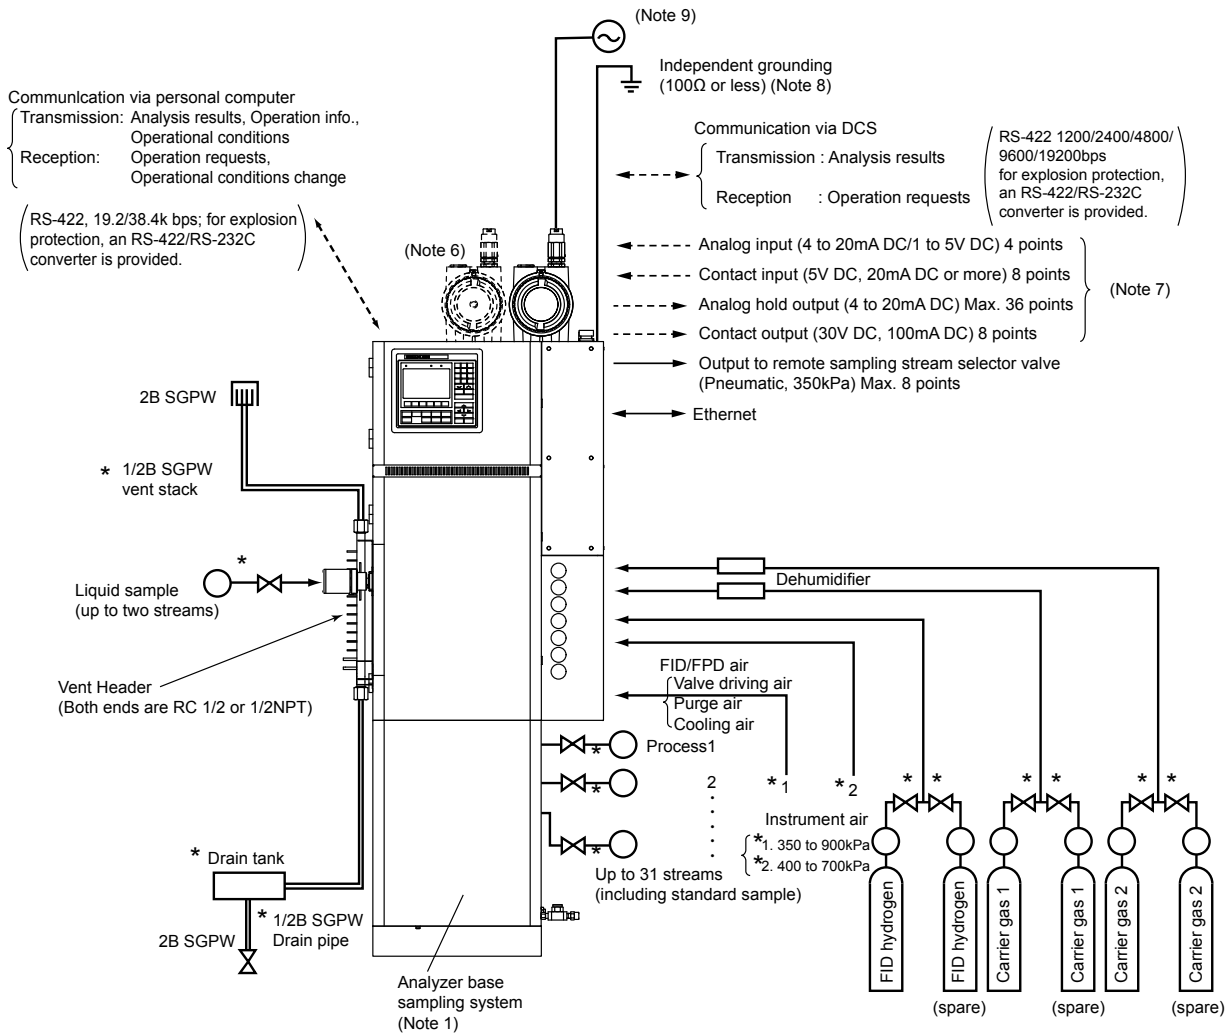 (Note 9)
Independent grounding
(100Ω or less) (Note 8)
Communlcation via personal computer
Transmission: Analysis results, Operation info.,
Operational conditions
Reception: Operation requests,
Operational conditions change
RS-422, 19.2/38.4k bps; for explosion
protection, an RS-422/RS-232C
converter is provided.
Communication via DCS
Transmission : Analysis results
Reception : Operation requests
RS-422 1200/2400/4800/
9600/19200bps
for explosion protection,
an RS-422/RS-232C
converter is provided.
(Note 6)
Analog input (4 to 20mA DC/1 to 5V DC) 4 points
Contact input (5V DC, 20mA DC or more) 8 points
Analog hold output (4 to 20mA DC) Max. 36 points
Contact output (30V DC, 100mA DC) 8 points
(Note 7)
Output to remote sampling stream selector valve
(Pneumatic, 350kPa) Max. 8 points
Ethernet
2B SGPW
* 1/2B SGPW
vent stack
*
Liquid sample
(up to two streams)
Vent Header
(Both ends are RC 1/2 or 1/2NPT)
Dehumidifier
FID/FPD air
Valve driving air
Purge air
Cooling air
* Process1
*
2
*
Up to 31 streams
(including standard sample)
*1
*2
Instrument air
*1. 350 to 900kPa
*2. 400 to 700kPa
* * * * * *
FID hydrogen
FID hydrogen
Carrier gas 1
Carrier gas 1
Carrier gas 2
Carrier gas 2
(spare) (spare) (spare)
* Drain tank
* 1/2B SGPW
Drain pipe
2B SGPW
Analyzer base
sampling system
(Note 1)